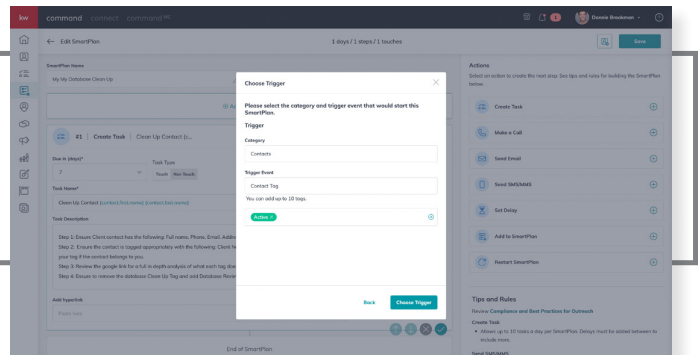 kw command connect command MC
1
Donnie Brookman
← Edit SmartPlan
1 days / 1 steps / 1 touches
Save
SmartPlan Name
My My Database Clean Up
#1 | Create Task | Clean Up Contact (c...
Due in (days)*
7
Task Type
Touch Non Touch
Task Name*
Clean Up Contact
Task Description
Step 1: Ensure Client contact has the following: Full name, Phone, Email, Addre
Step 2: Ensure the contact is tagged appropriately with the following: Client
your tag if the contact belongs to you.
Step 3: Review the google link for a full in depth analysis of what each tag doe
Step 4: Ensure to remove the database Clean Up Tag and add Database Revie
Add hyperlink
Paste here
End of SmartPlan
Choose Trigger
Please select the category and trigger event that would start this
SmartPlan.
Trigger
Category
Contacts
Trigger Event
Contact Tag
You can add up to 10 tags.
Active ×
Back
Choose Trigger
Actions
Select an action to create the next step. See tips and rules for building the SmartPlan
below.
Create Task
Make a Call
Send Email
Send SMS/MMS
Set Delay
Add to SmartPlan
Restart SmartPlan
Tips and Rules
Review Compliance and Best Practices for Outreach
Create Task
• Allows up to 10 tasks a day per SmartPlan. Delays must be added between to
include more.
Send SMS/MMS